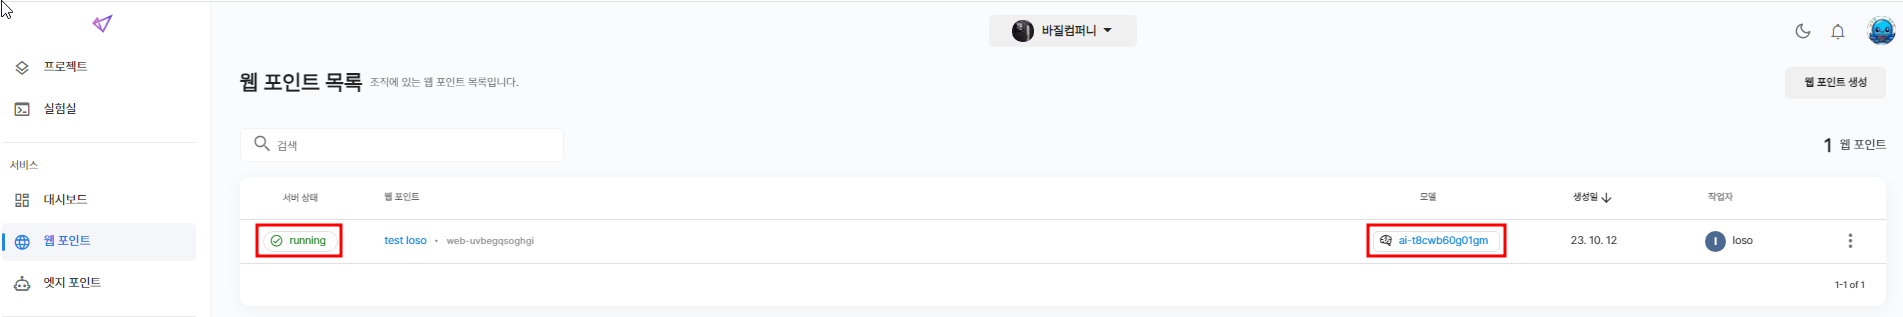 바질컴퍼니
프로젝트
실험실
서비스
대시보드
웹 포인트
엣지 포인트
웹 포인트 목록 조직에 있는 웹 포인트 목록입니다.
웹 포인트 생성
검색
1 웹 포인트
서버 상태 웹 포인트 모델 생성일 작업자
running test loso · web-uvbegqsoghgi ai-t8cwb60g01gm 23. 10. 12 I loso
1-1 of 1